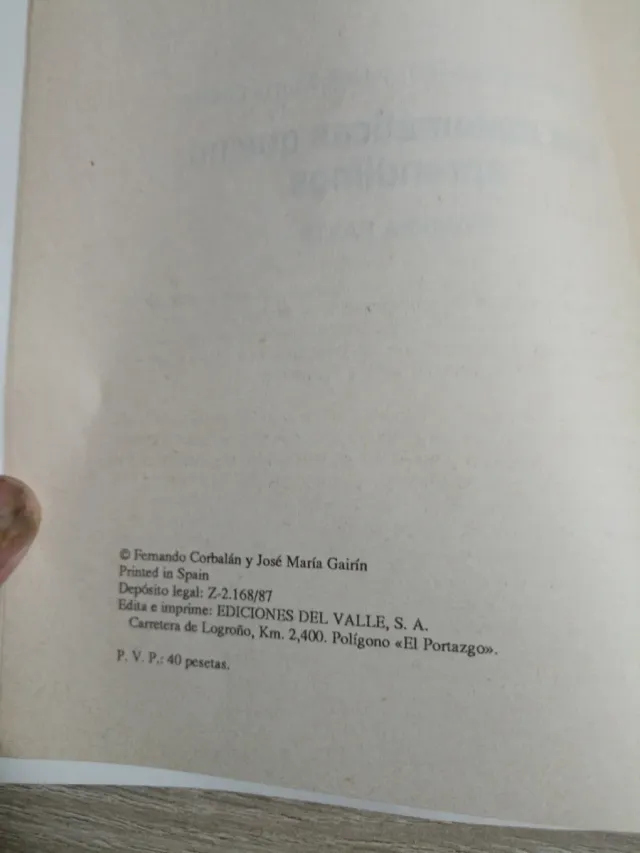 © Fernando Corbalán y José María Gairín
Printed in Spain
Depósito legal: Z-2.168/87
Edita e imprime: EDICIONES DEL VALLE, S. A.
Carretera de Logroño, Km. 2,400. Polígono «El Portazgo».
P. V. P.: 40 pesetas.